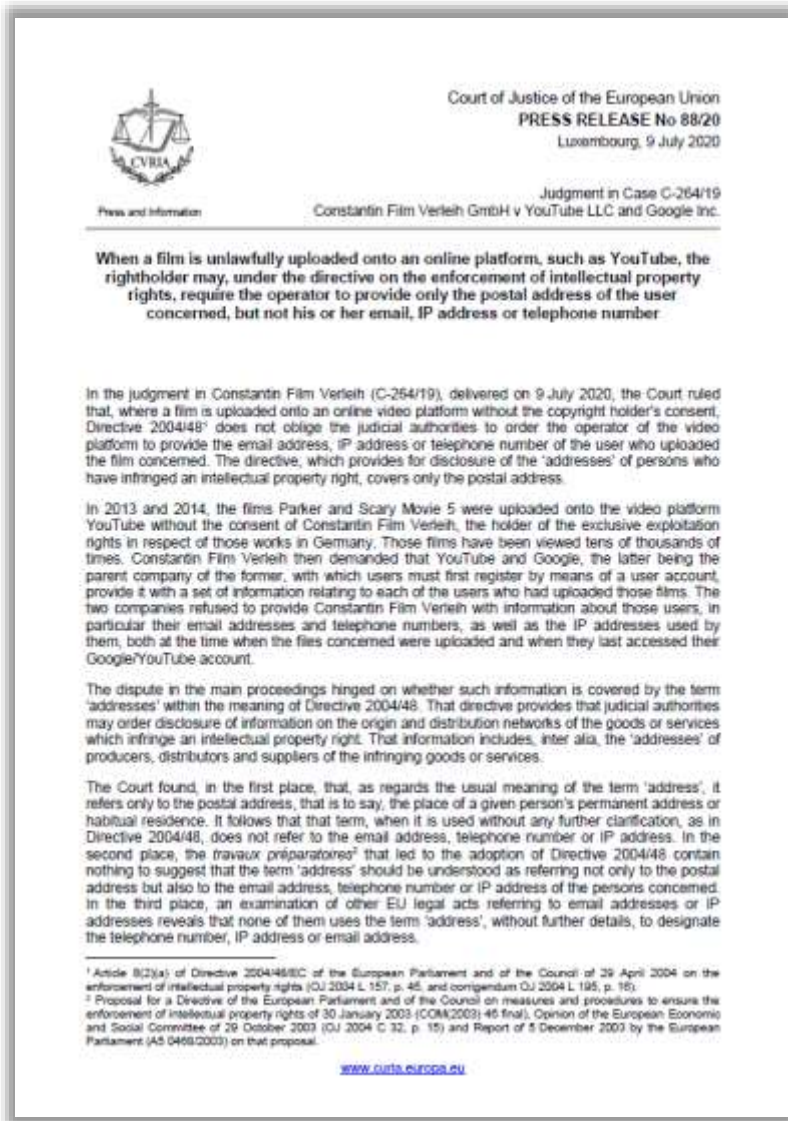 Court of Justice of the European Union
PRESS RELEASE No 88/20
Luxembourg, 9 July 2020
CVRIA
Judgment in Case C-264/19
Press and Information
Constantin Film Verleih GmbH v YouTube LLC and Google Inc.
When a film is unlawfully uploaded onto an online platform, such as YouTube, the
rightholder may, under the directive on the enforcement of intellectual property
rights, require the operator to provide only the postal address of the user
concerned, but not his or her email, IP address or telephone number
In the judgment in Constantin Film Verleih (C-264/19), delivered on 9 July 2020, the Court ruled
that, where a film is uploaded onto an online video platform without the copyright holder's consent,
Directive 2004/48¹ does not oblige the judicial authorities to order the operator of the video
platform to provide the email address, IP address or telephone number of the user who uploaded
the film concerned. The directive, which provides for disclosure of the 'addresses' of persons who
have infringed an intellectual property right, covers only the postal address.
In 2013 and 2014, the films Parker and Scary Movie 5 were uploaded onto the video platform
YouTube without the consent of Constantin Film Verleih, the holder of the exclusive exploitation
rights in respect of those works in Germany. Those films have been viewed tens of thousands of
times. Constantin Film Verleih then demanded that YouTube and Google, the latter being the
parent company of the former, with which users must first register by means of a user account,
provide it with a set of information relating to each of the users who had uploaded those films. The
two companies refused to provide Constantin Film Verleih with information about those users, in
particular their email addresses and telephone numbers, as well as the IP addresses used by
them, both at the time when the files concerned were uploaded and when they last accessed their
Google/YouTube account.
The dispute in the main proceedings hinged on whether such information is covered by the term
'addresses' within the meaning of Directive 2004/48. That directive provides that judicial authorities
may order disclosure of information on the origin and distribution networks of the goods or services
which infringe an intellectual property right. That information includes, inter alia, the 'addresses' of
producers, distributors and suppliers of the infringing goods or services.
The Court found, in the first place, that, as regards the usual meaning of the term 'address', it
refers only to the postal address, that is to say, the place of a given person's permanent address or
habitual residence. It follows that that term, when it is used without any further clarification, as in
Directive 2004/48, does not refer to the email address, telephone number or IP address. In the
second place, the travaux préparatoires² that led to the adoption of Directive 2004/48 contain
nothing to suggest that the term 'address' should be understood as referring not only to the postal
address but also to the email address, telephone number or IP address of the persons concerned.
In the third place, an examination of other EU legal acts referring to email addresses or IP
addresses reveals that none of them uses the term 'address', without further details, to designate
the telephone number, IP address or email address.
¹ Article 8(2)(a) of Directive 2004/48/EC of the European Parliament and of the Council of 29 April 2004 on the
enforcement of intellectual property rights (OJ 2004 L 157, p. 45, and corrigendum OJ 2004 L 195, p. 16).
² Proposal for a Directive of the European Parliament and of the Council on measures and procedures to ensure the
enforcement of intellectual property rights of 30 January 2003 (COM(2003) 46 final), Opinion of the European Economic
and Social Committee of 29 October 2003 (OJ 2004 C 32, p. 15) and Report of 5 December 2003 by the European
Parliament (A5 0468/2003) on that proposal.
www.curia.europa.eu